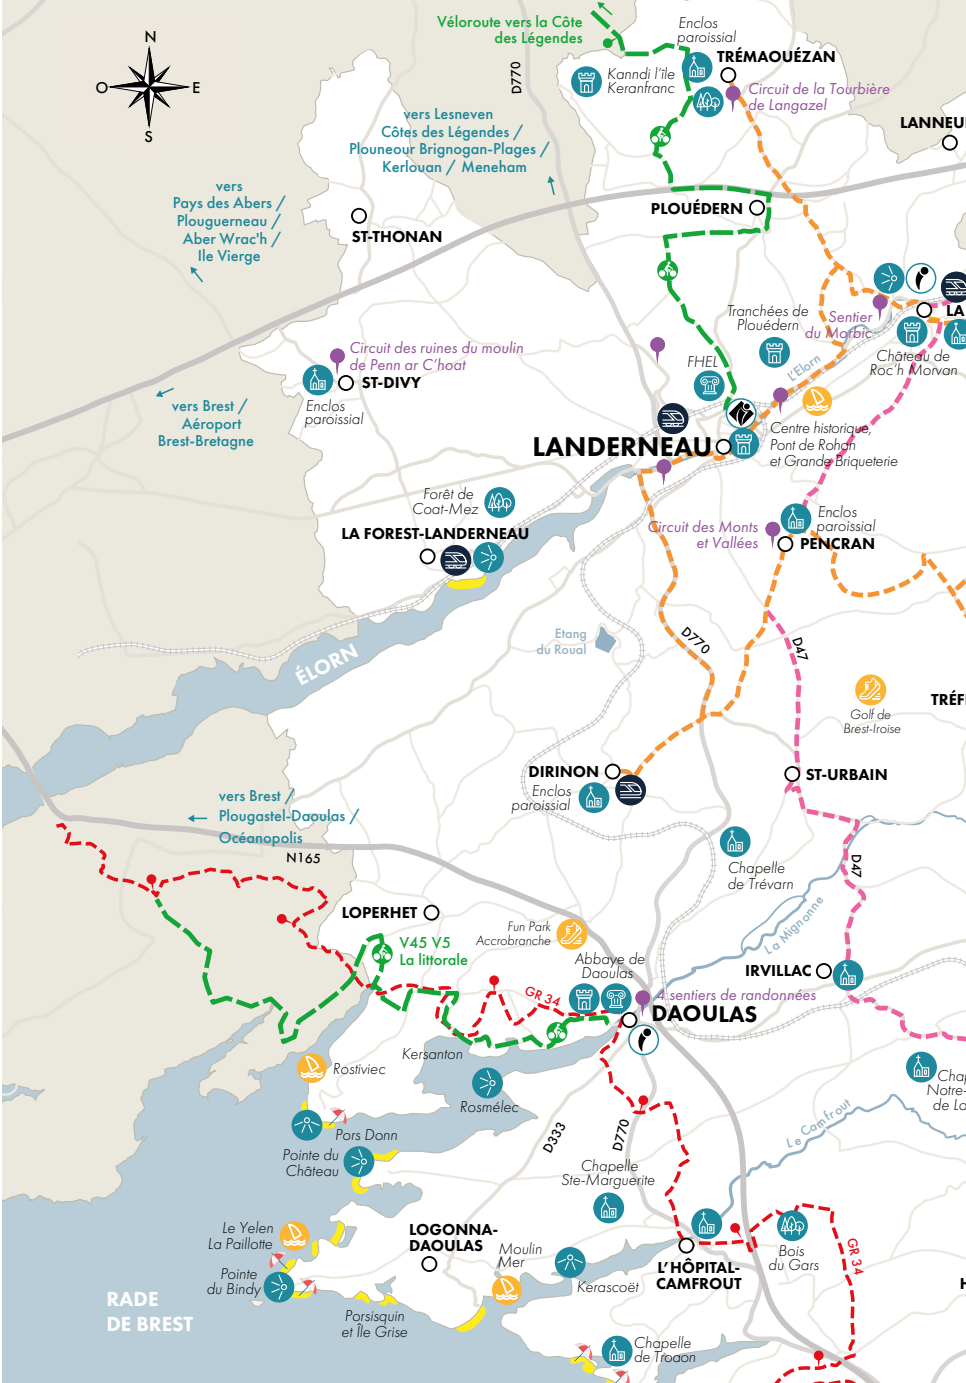 Véloroute vers la Côte
des Légendes
Enclos
paroissial
TRÉMAOUÉZAN
N
O
E
S
D770
Kanndi l'île
Keranfranc
Circuit de la Tourbière
de Langazel
LANNEU
vers Lesneven
Côtes des Légendes /
Plouneour Brignogan-Plages /
Kerlouan / Meneham
vers
Pays des Abers /
Plouguerneau /
Aber Wrac'h /
Ile Vierge
ST-THONAN
PLOUÉDERN
Tranchées de
Plouédern
Sentier
du Morbic
LA
Château de
Roc'h Morvan
L'Élorn
FHEL
Circuit des ruines du moulin
de Penn ar C'hoat
ST-DIVY
Enclos
paroissial
vers Brest /
Aéroport
Brest-Bretagne
LANDERNEAU
Centre historique,
Pont de Rohan
et Grande Briqueterie
Forêt de
Coat-Mez
LA FOREST-LANDERNEAU
Circuit des Monts
et Vallées
Enclos
paroissial
PENCRAN
Etang
du Roual
D770
D47
ÉLORN
Golf de
Brest-Iroise
TRÉF
DIRINON
Enclos
paroissial
ST-URBAIN
vers Brest /
Plougastel-Daoulas /
Océanopolis
N165
D47
Chapelle
de Trévarn
La Mignonne
LOPERHET
Fun Park
Accrobranche
V45 V5
La littorale
Abbaye de
Daoulas
IRVILLAC
GR 34
4 sentiers de randonnées
DAOULAS
Kersanton
Rostiviec
Rosmélec
Chap
Notre-
de Lo
Le Camfrout
D333
D770
Pors Donn
Pointe du
Château
Chapelle
Ste-Marguerite
Le Yelen
La Paillotte
LOGONNA-
DAOULAS
Moulin
Mer
Pointe
du Bindy
Kerascoët
L'HÔPITAL-
CAMFROUT
Bois
du Gars
GR 34
H
RADE
DE BREST
Porsisquin
et Île Grise
Chapelle
de Troaon